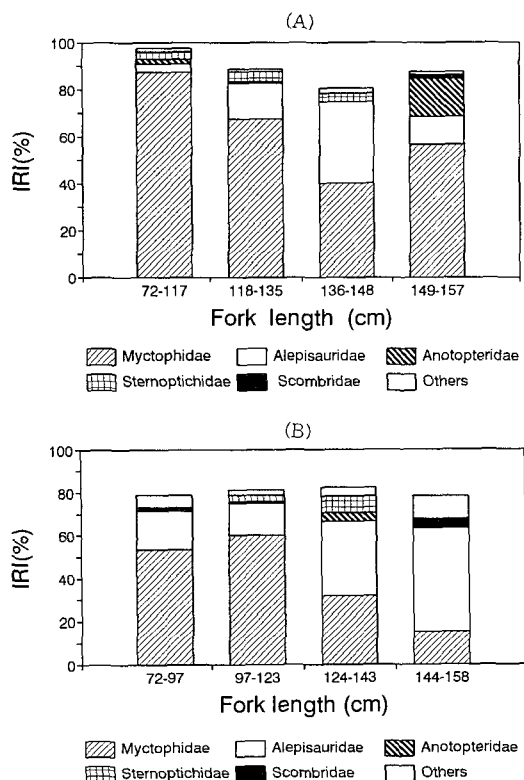 (A)
100
80
60
40
20
0
IRI(%)
72-117 118-135 136-148 149-157
Fork length (cm)
Myctophidae Alepisauridae Anotopteridae
Sternoptichidae Scombridae Others
(B)
100
80
60
40
20
0
IRI(%)
72-97 97-123 124-143 144-158
Fork length (cm)
Myctophidae Alepisauridae Anotopteridae
Sternoptichidae Scombridae Others